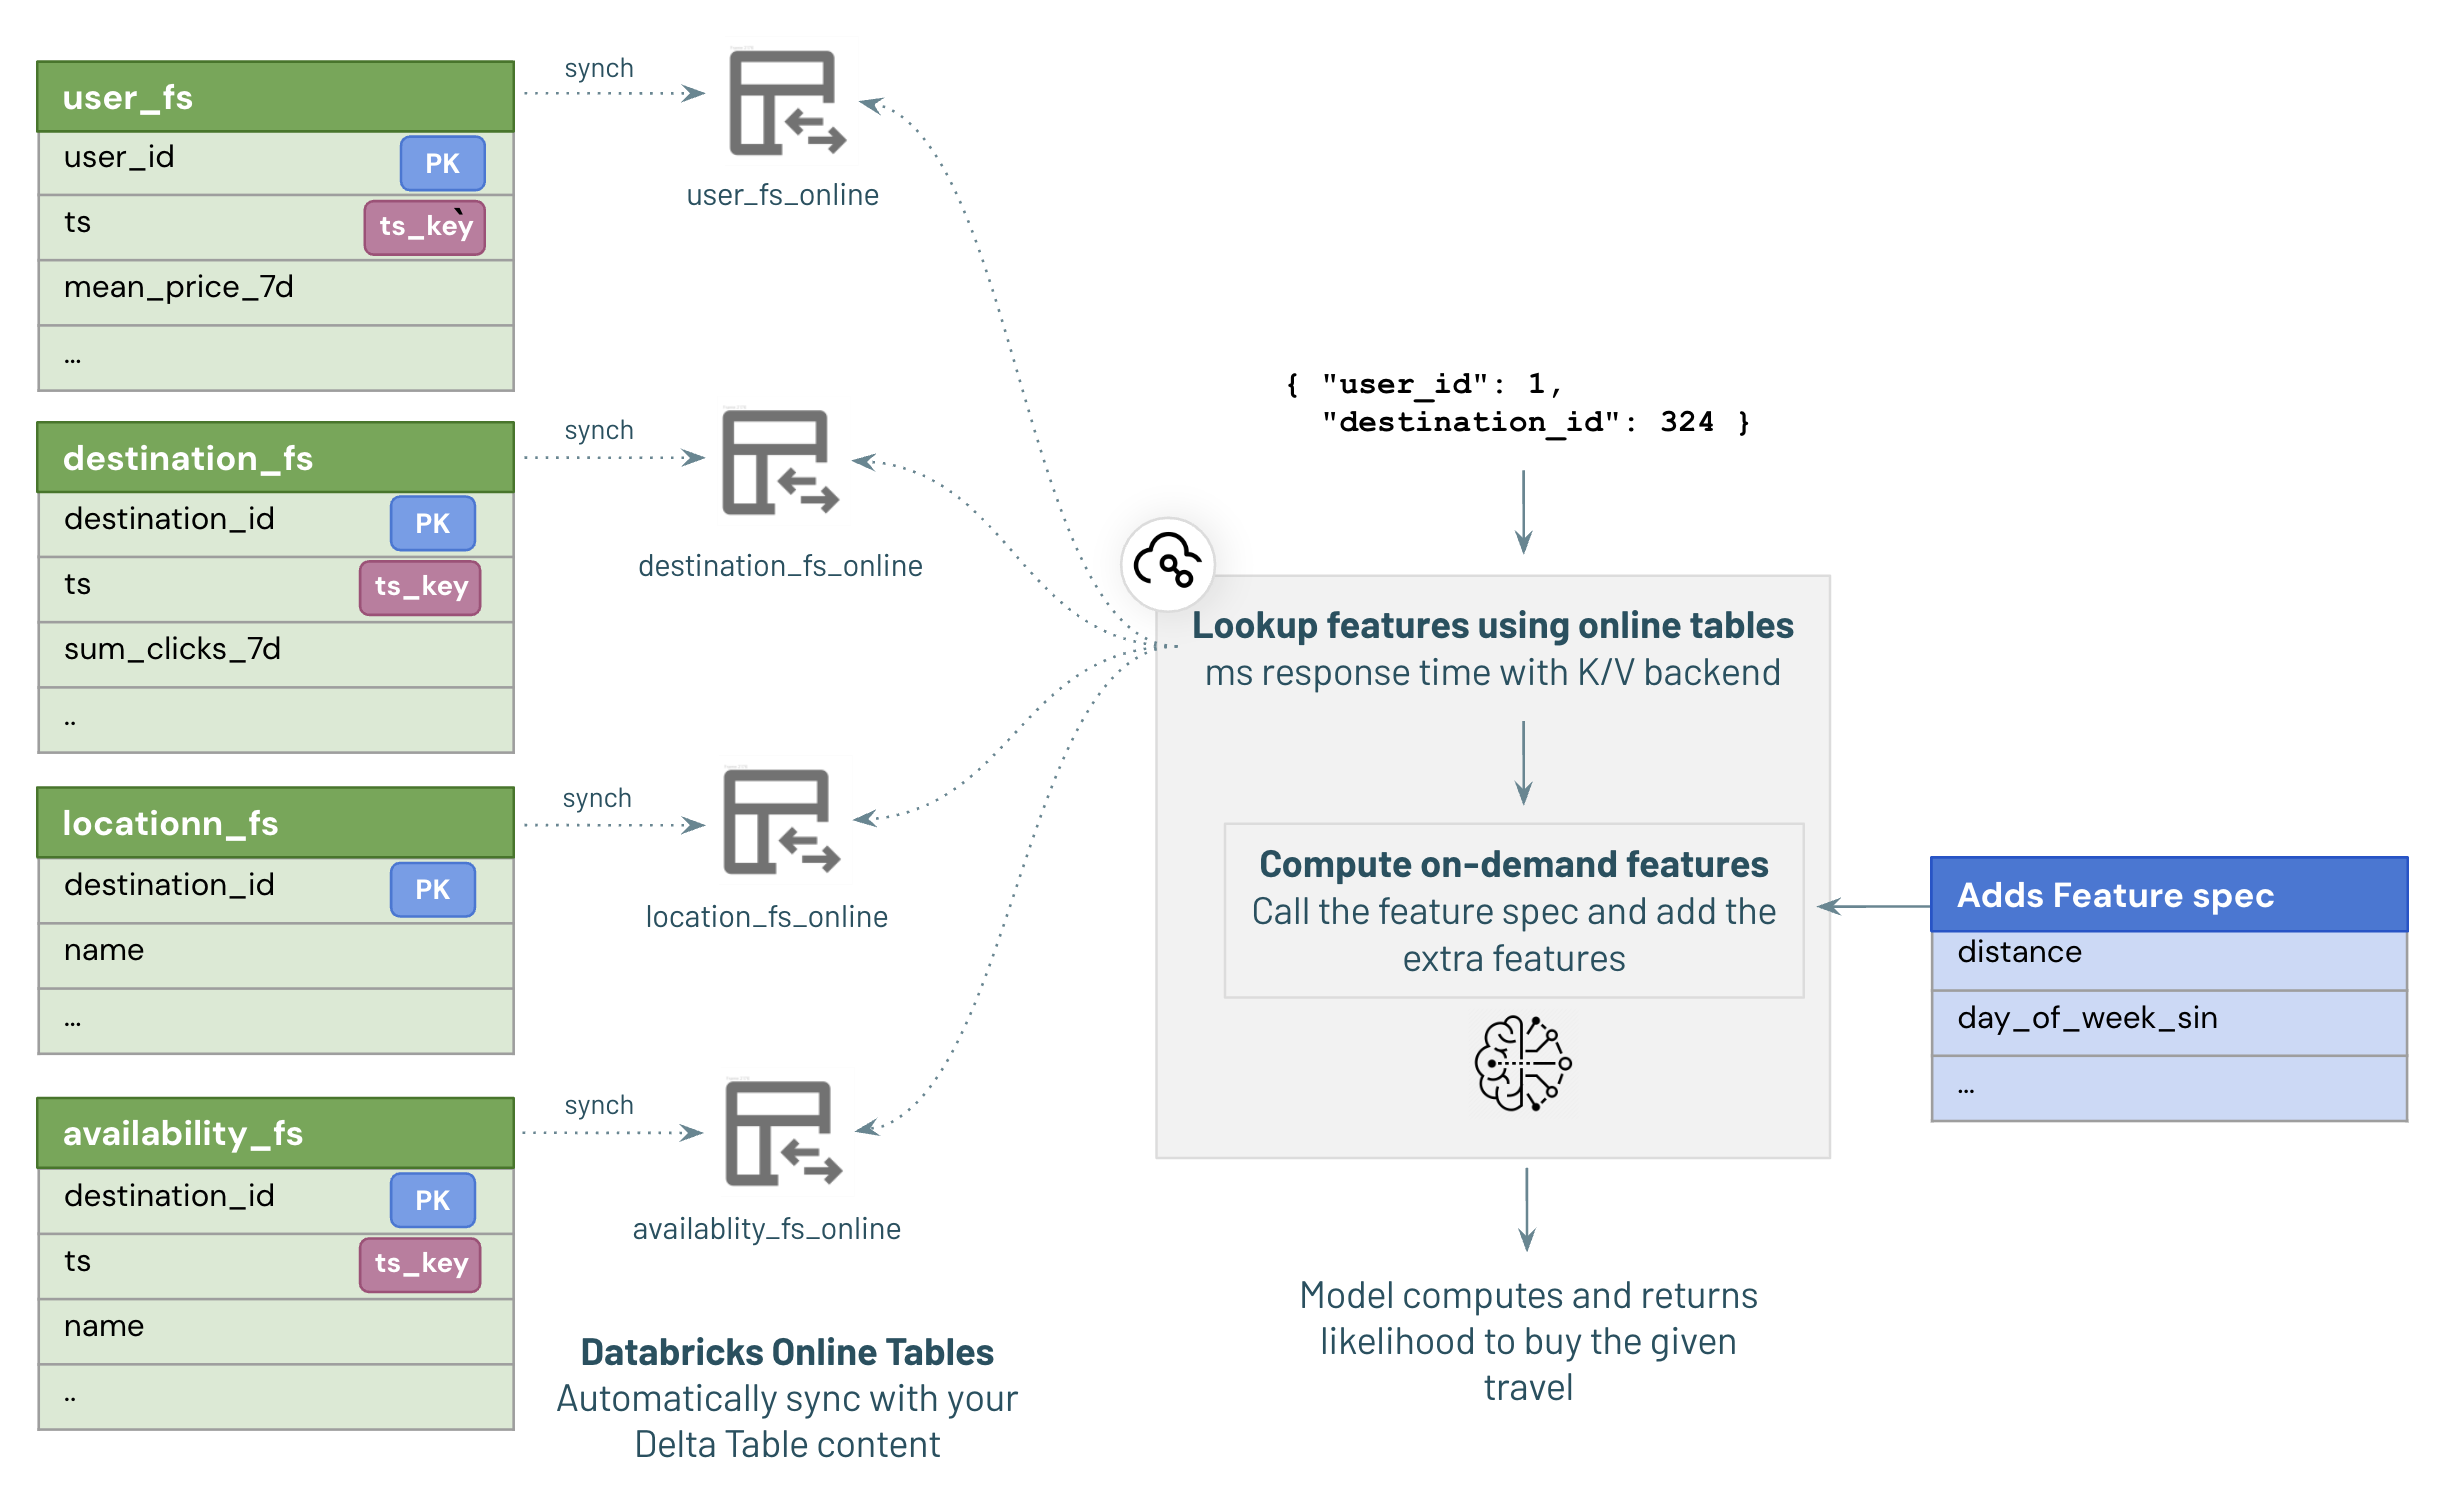 user_fs
user_id PK
ts ts_key`
mean_price_7d
...
synch
user_fs_online
destination_fs
destination_id PK
ts ts_key
sum_clicks_7d
..
synch
destination_fs_online
locationn_fs
destination_id PK
name
...
synch
location_fs_online
availability_fs
destination_id PK
ts ts_key
name
..
synch
availablity_fs_online
Databricks Online Tables
Automatically sync with your
Delta Table content
{ "user_id": 1,
"destination_id": 324 }
Lookup features using online tables
ms response time with K/V backend
Compute on-demand features
Call the feature spec and add the
extra features
Adds Feature spec
distance
day_of_week_sin
...
Model computes and returns
likelihood to buy the given
travel